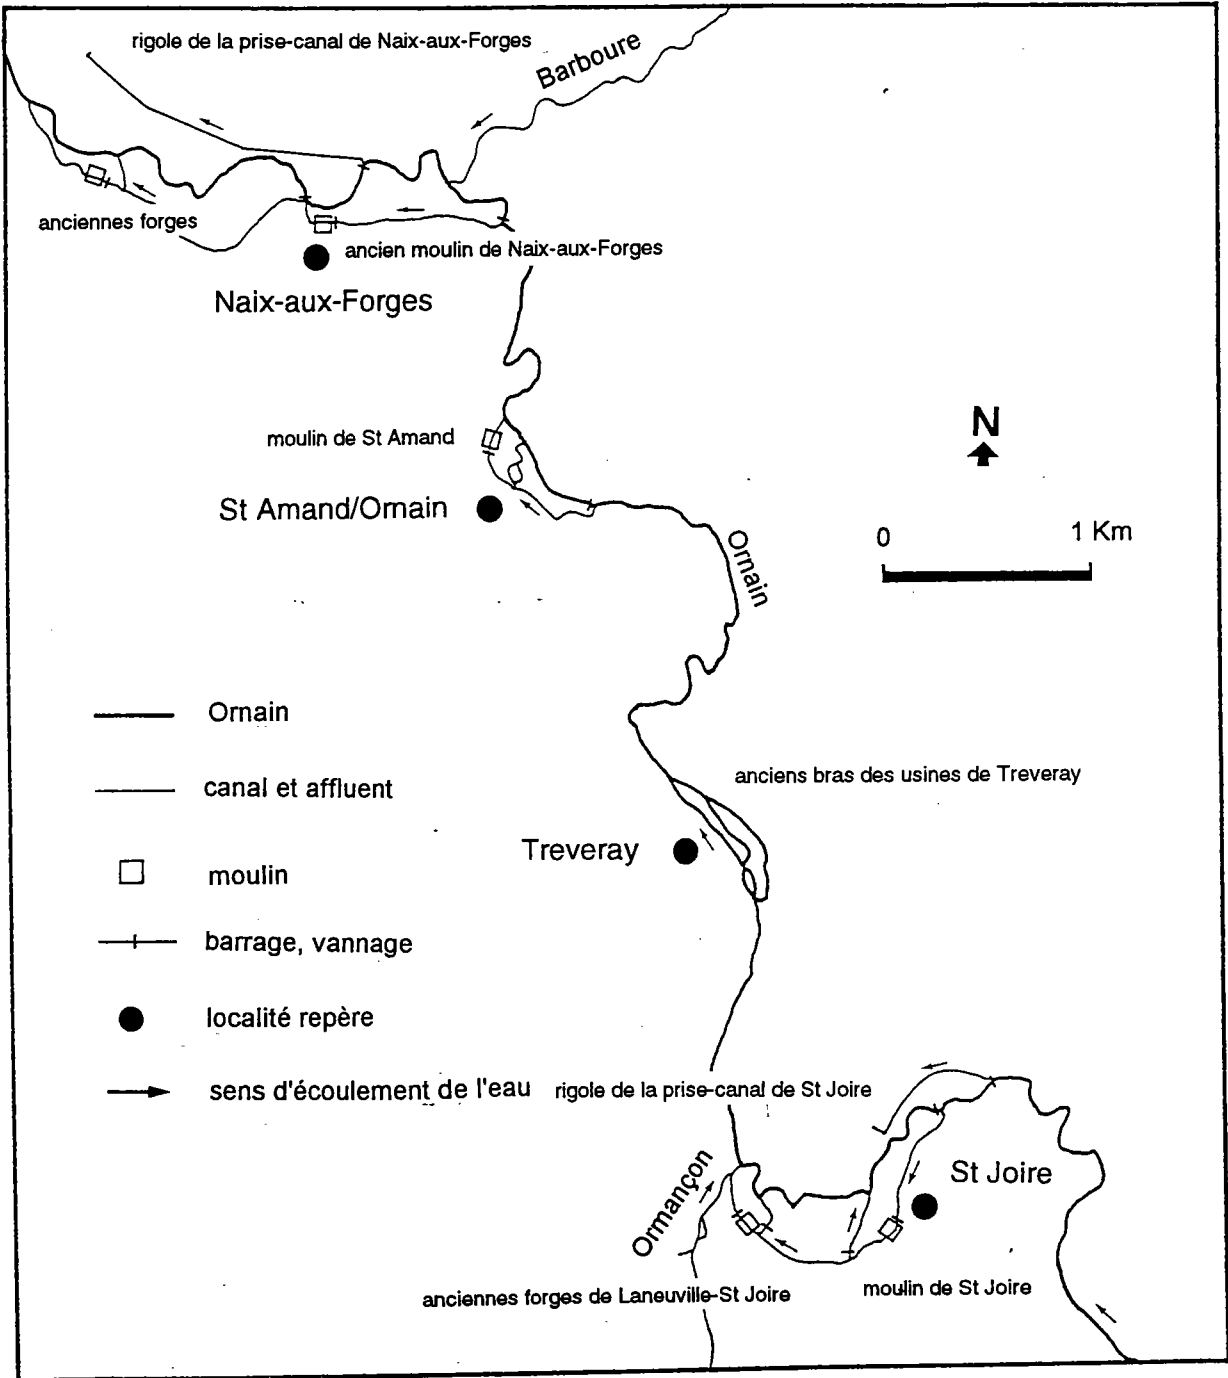 rigole de la prise-canal de Naix-aux-Forges
Barboure
anciennes forges
ancien moulin de Naix-aux-Forges
Naix-aux-Forges
moulin de St Amand
St Amand/Ornain
Ornain
N
0 1 Km
Ornain
canal et affluent
moulin
barrage, vannage
localité repère
sens d'écoulement de l'eau
anciens bras des usines de Treveray
Treveray
rigole de la prise-canal de St Joire
Ormançon
St Joire
anciennes forges de Laneuville-St Joire
moulin de St Joire